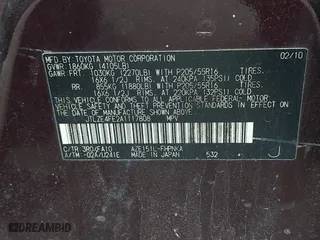 MFD. BY TOYOTA MOTOR CORPORATION 02/10
GVWR: 1860KG (4105LB)
GAWR: FRT 1030KG (2270LB) WITH P205/55R16 TIRES,
16X6 1/2J RIMS, AT 240KPA (35PSI) COLD
RR 855KG (1880LB) WITH P205/55R16 TIRES,
16X6 1/2J RIMS, AT 220KPA (32PSI) COLD
THIS VEHICLE CONFORMS TO ALL APPLICABLE FEDERAL MOTOR
VEHICLE SAFETY AND THEFT PREVENTION STANDARDS IN
EFFECT ON THE DATE OF MANUFACTURE SHOWN ABOVE.
JTLZE4FE2A1117808 MPV
C/TR: 3R0/FA10 AZE151L-FHPNKA J
A/TM: -02A/U241E MADE IN JAPAN 532
DREAMBID